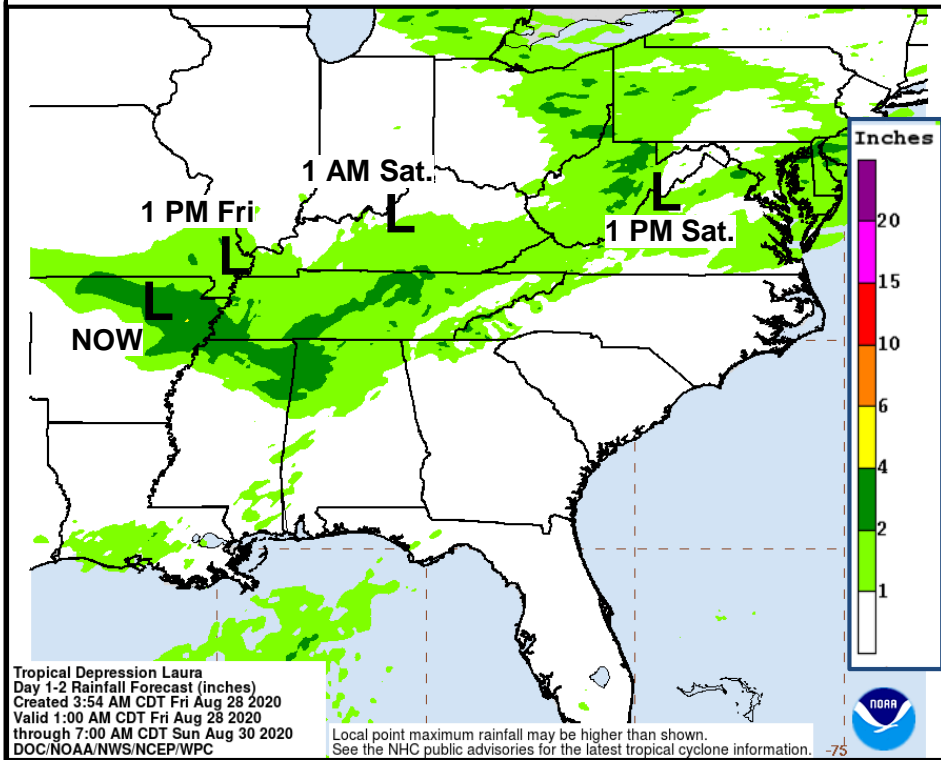 1 AM Sat.
L
1 PM Fri
L
L
1 PM Sat.
L
NOW
Inches
20
15
10
6
4
2
1
Tropical Depression Laura
Day 1-2 Rainfall Forecast (inches)
Created 3:54 AM CDT Fri Aug 28 2020
Valid 1:00 AM CDT Fri Aug 28 2020
through 7:00 AM CDT Sun Aug 30 2020
DOC/NOAA/NWS/NCEP/WPC
Local point maximum rainfall may be higher than shown.
See the NHC public advisories for the latest tropical cyclone information.
-75
NOAA